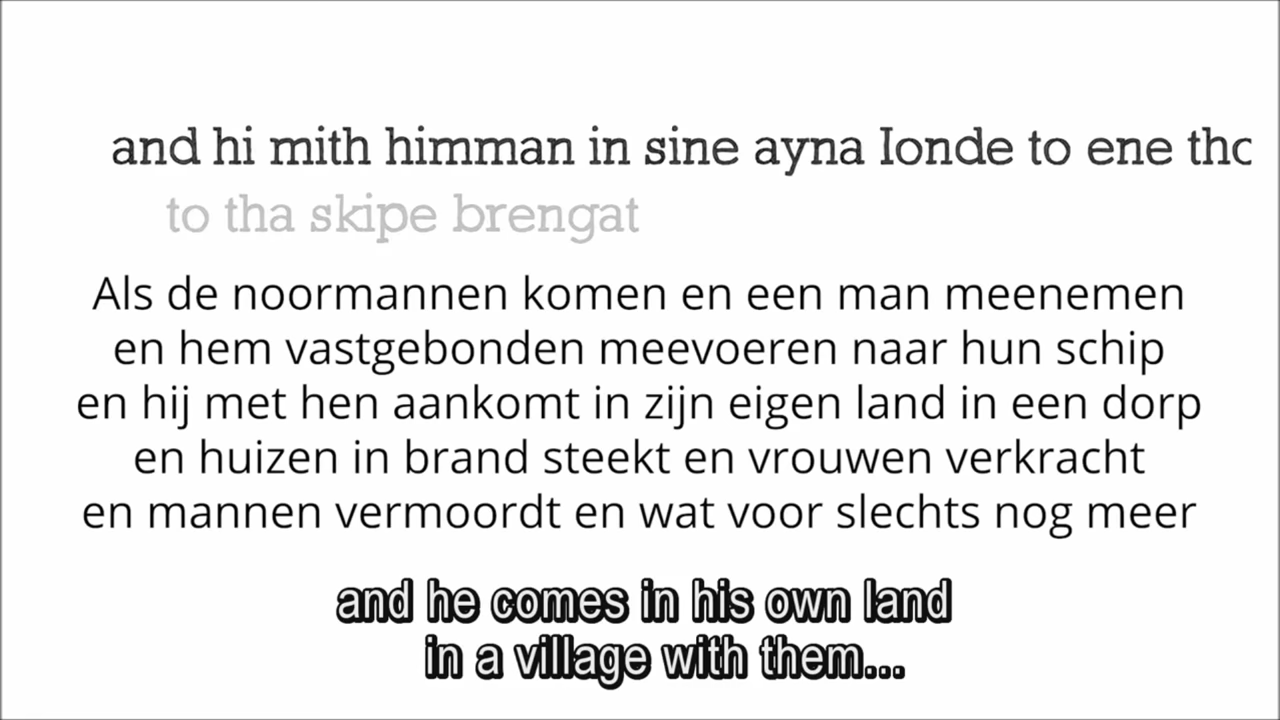 and hi mith himman in sine ayna londe to ene
to tha skipe brengat
Als de noormannen komen en een man meenemen
en hem vastgebonden meevoeren naar hun schip
en hij met hen aankomt in zijn eigen land in een dorp
en huizen in brand steekt en vrouwen verkracht
en mannen vermoordt en wat voor slechts nog meer
and he comes in his own land
in a village with them...